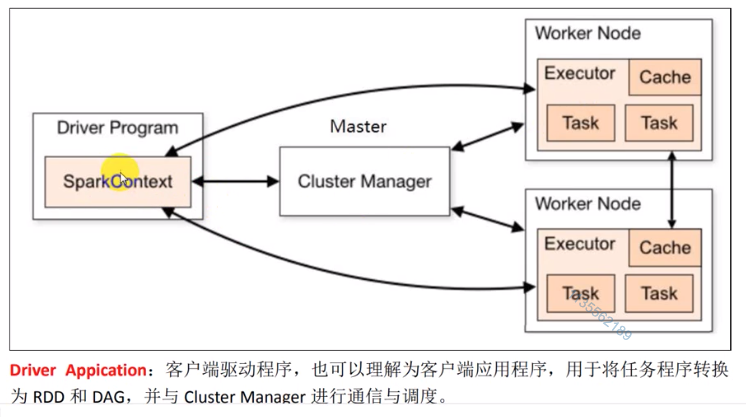 Worker Node
Executor
Cache
Task
Task
Driver Program
SparkContext
Master
Cluster Manager
Worker Node
Executor
Cache
Task
Task
Driver Appication：客户端驱动程序，也可以理解为客户端应用程序，用于将任务程序转换
为 RDD 和 DAG，并与 Cluster Manager 进行通信与调度。